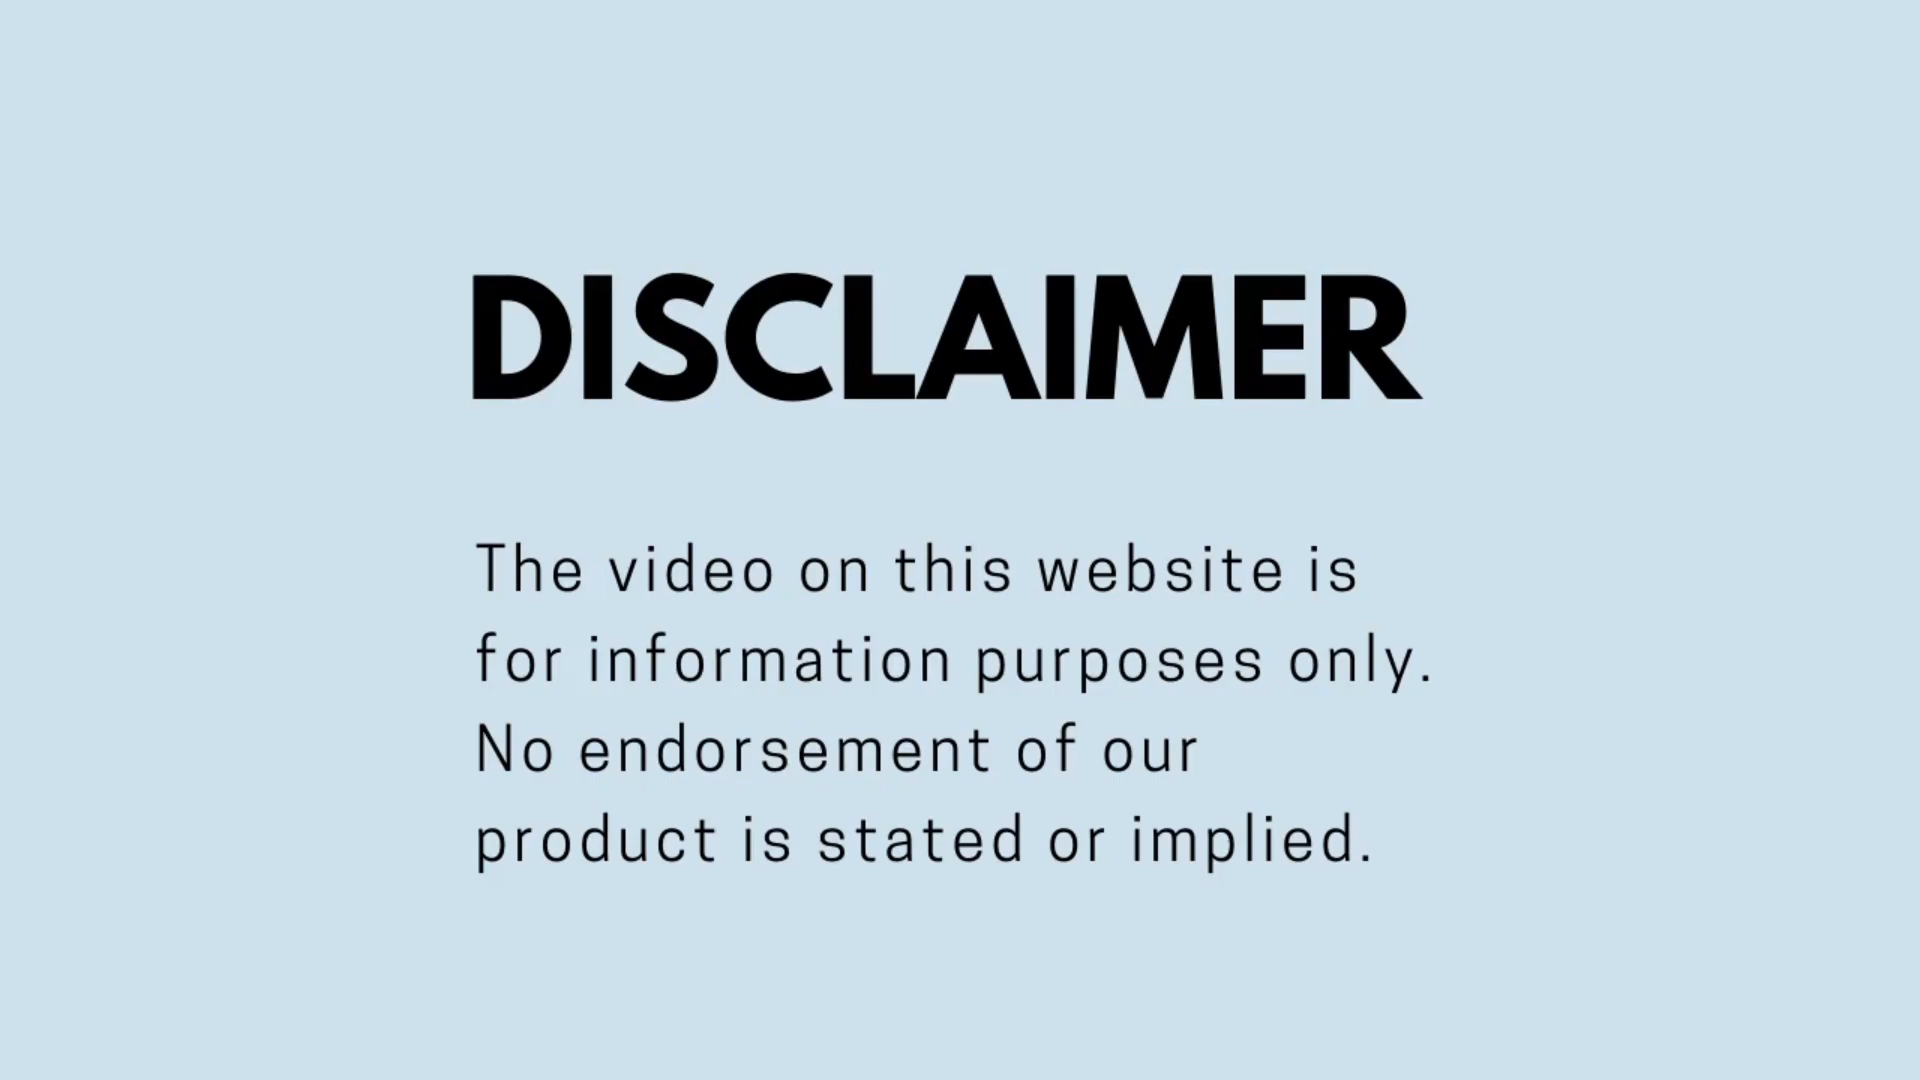 DISCLAIMER
The video on this website is
for information purposes only.
No endorsement of our
product is stated or implied.